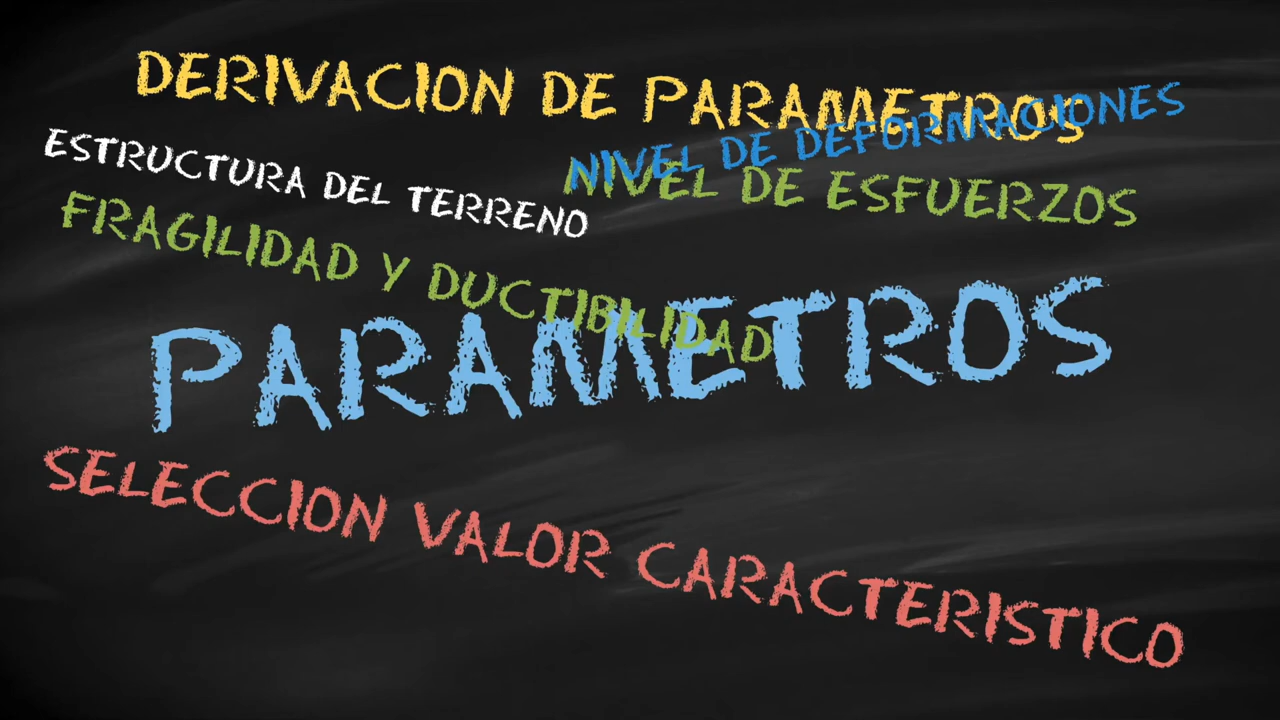 DERIVACION DE PARAMETROS
NIVEL DE DEFORMACIONES
ESTRUCTURA DEL TERRENO
NIVEL DE ESFUERZOS
FRAGILIDAD Y DUCTIBILIDAD
PARAMETROS
SELECCION VALOR CARACTERISTICO